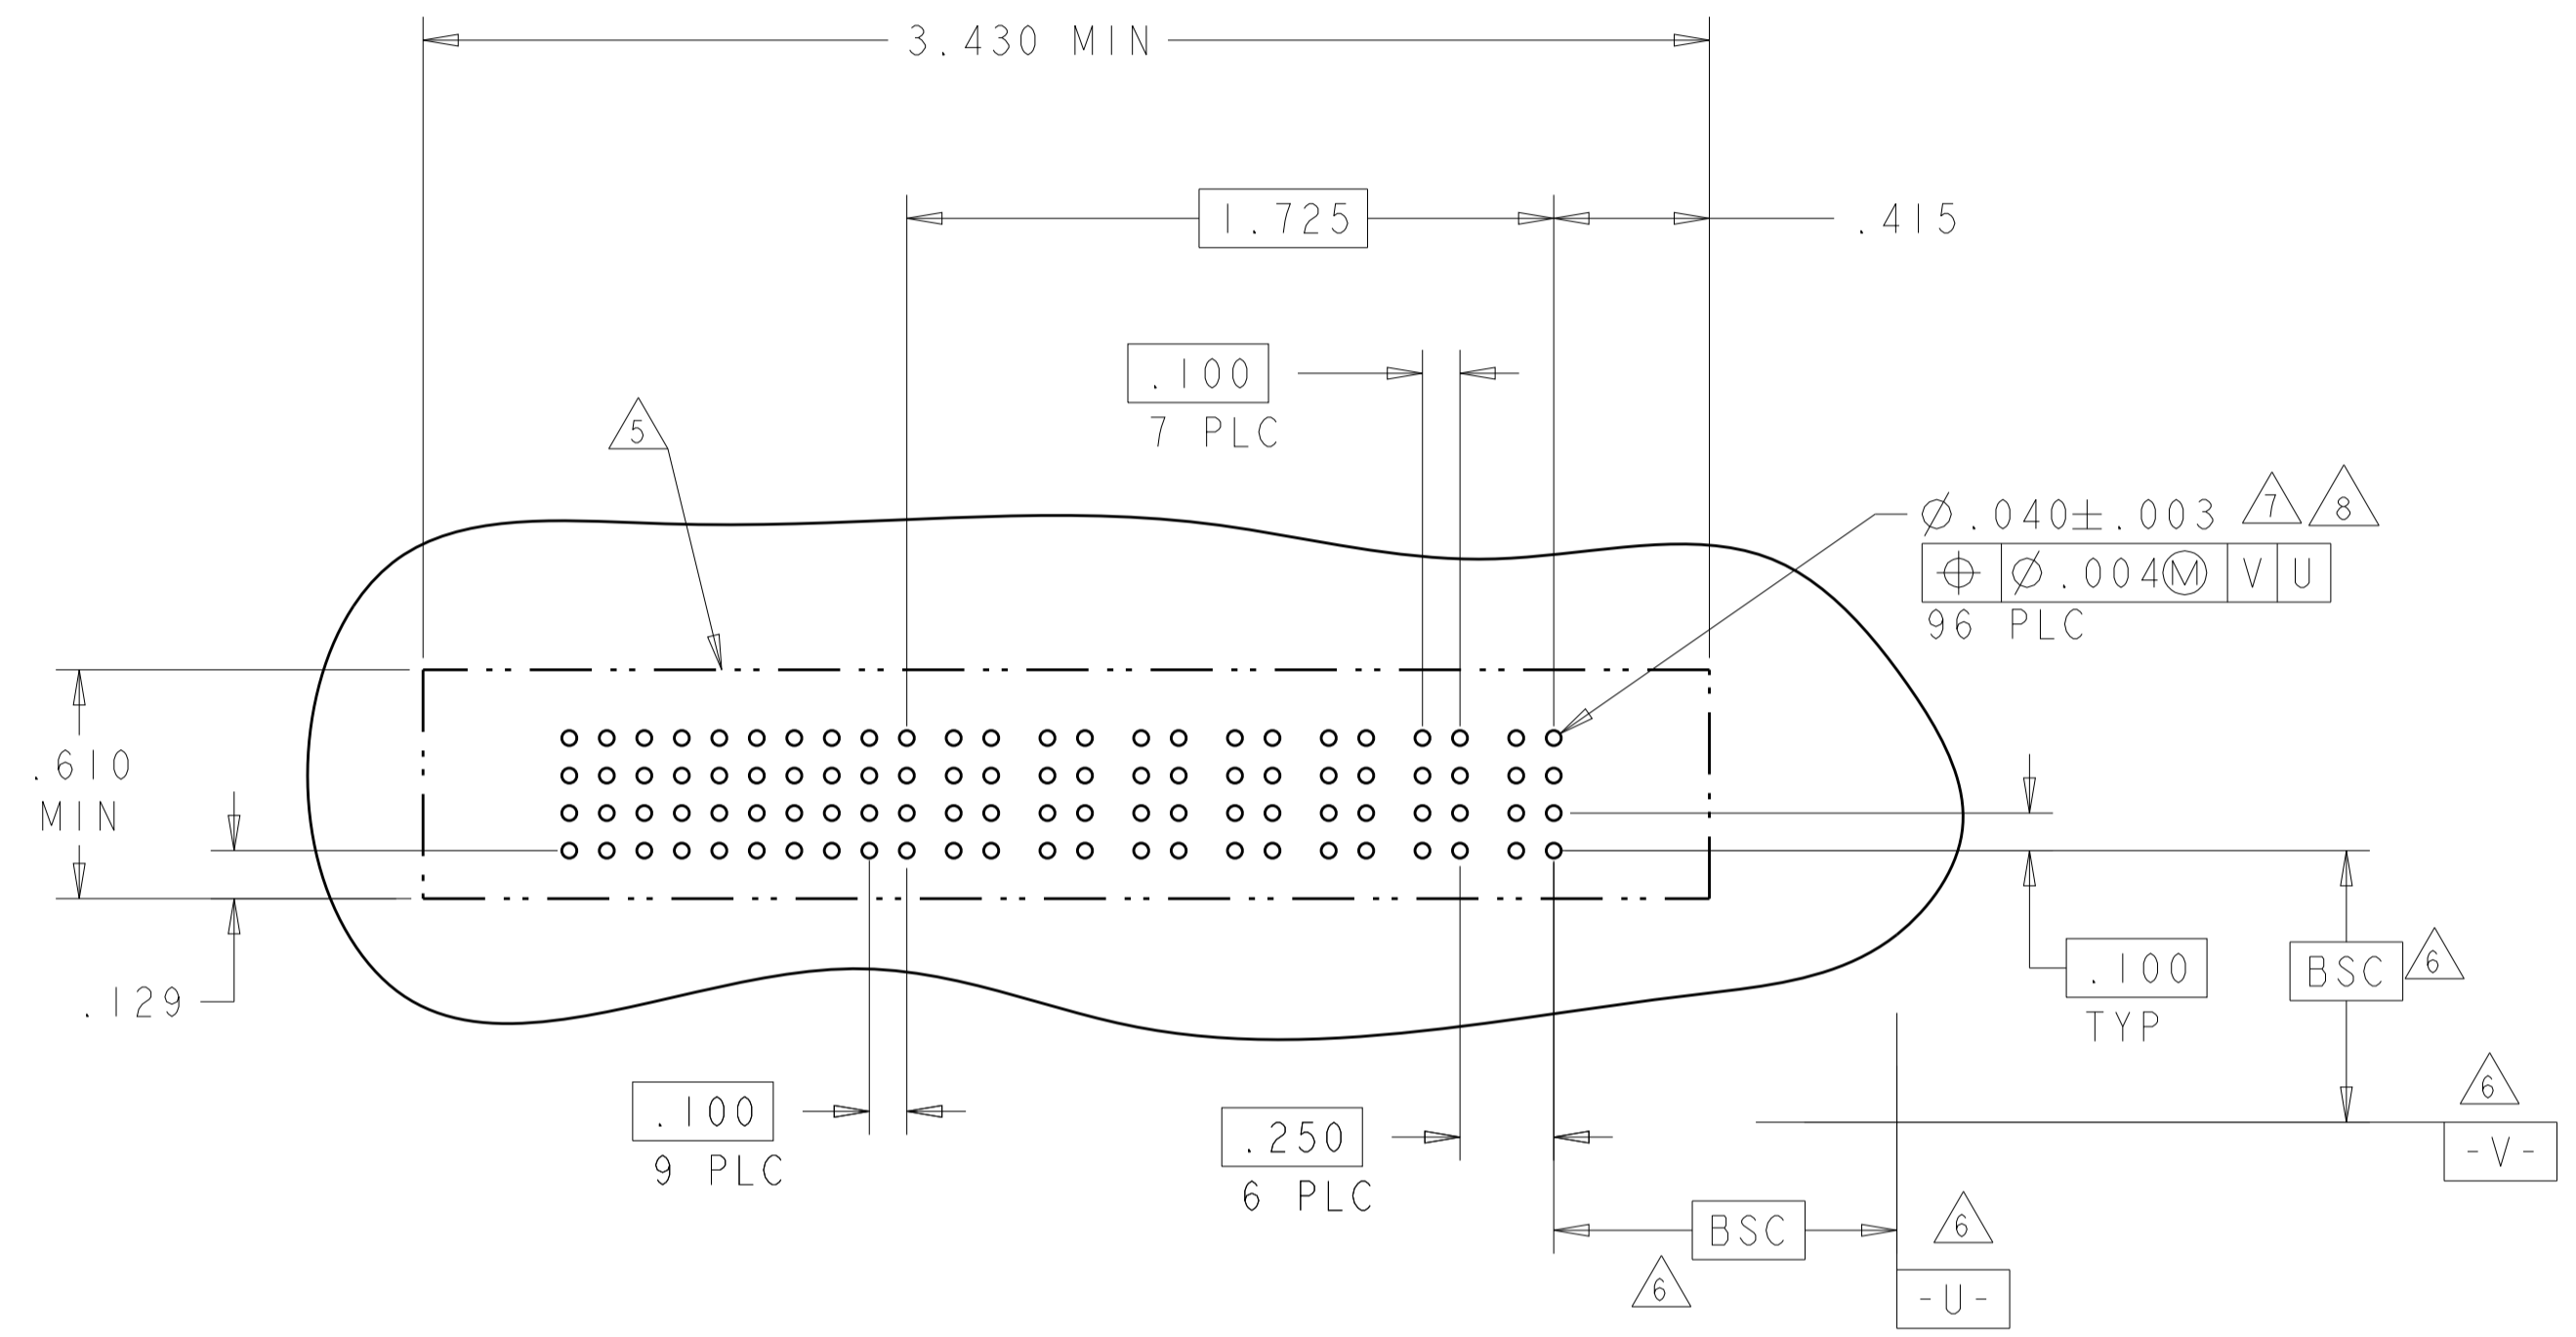 3.430 MIN
1.725
.415
.100
7 PLC
5
Ø.040±.003
7
8
⌖ Ø.004Ⓜ V U
96 PLC
.610
MIN
.129
.100
TYP
BSC
6
6
-V-
.100
9 PLC
.250
6 PLC
BSC
6
6
-U-